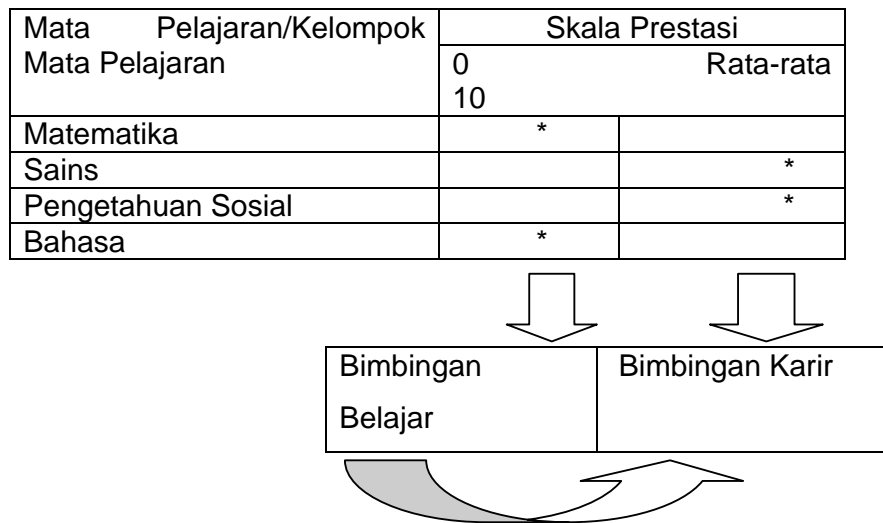 Mata Pelajaran/Kelompok Skala Prestasi
Mata Pelajaran 0 Rata-rata
10
Matematika *
Sains *
Pengetahuan Sosial *
Bahasa *
Bimbingan Bimbingan Karir
Belajar